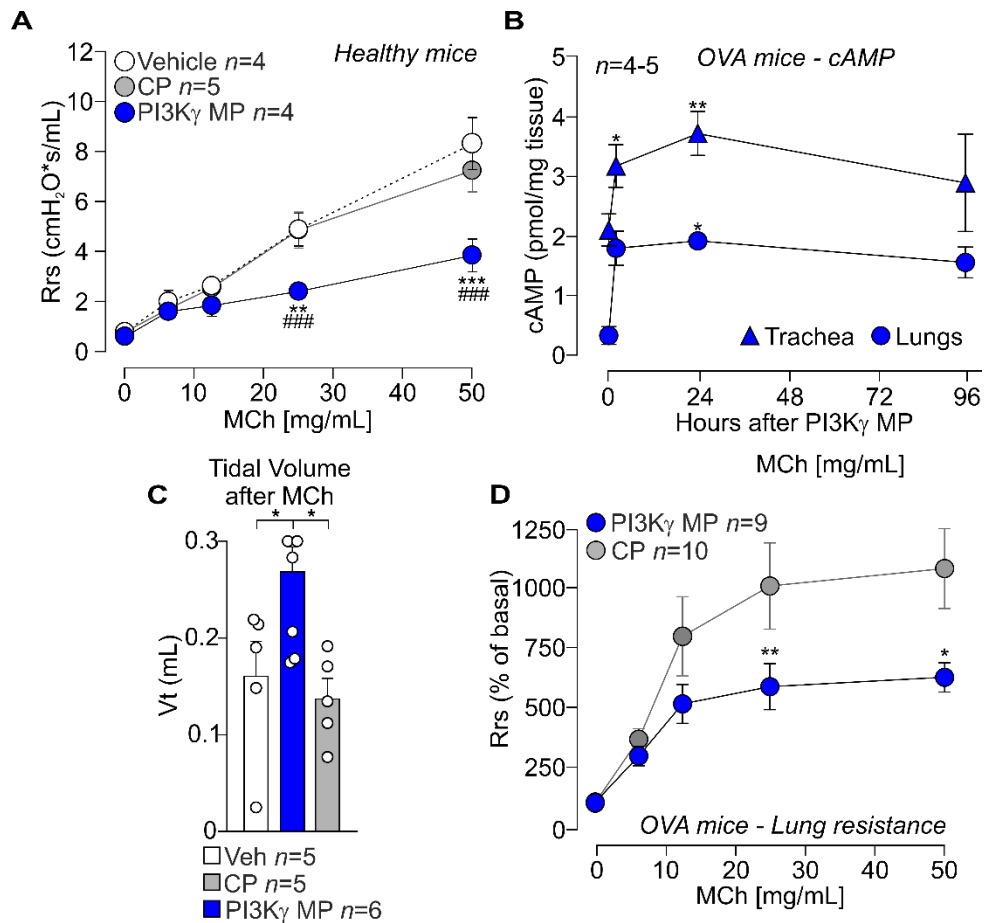 A
Healthy mice
Vehicle n=4
CP n=5
PI3Kγ MP n=4
12
10
8
6
4
2
0
Rrs (cmH₂O*s/mL)
**
###
***
###
0 10 20 30 40 50
MCh [mg/mL]
B
OVA mice - cAMP
n=4-5
5
4
3
2
1
0
cAMP (pmol/mg tissue)
*
**
*
Trachea Lungs
0 24 48 72 96
Hours after PI3Kγ MP
MCh [mg/mL]
C
Tidal Volume
after MCh
* *
0.3
0.2
0.1
0
Vt (mL)
Veh n=5
CP n=5
PI3Kγ MP n=6
D
PI3Kγ MP n=9
CP n=10
1250
1000
750
500
250
0
Rrs (% of basal)
**
*
OVA mice - Lung resistance
0 10 20 30 40 50
MCh [mg/mL]